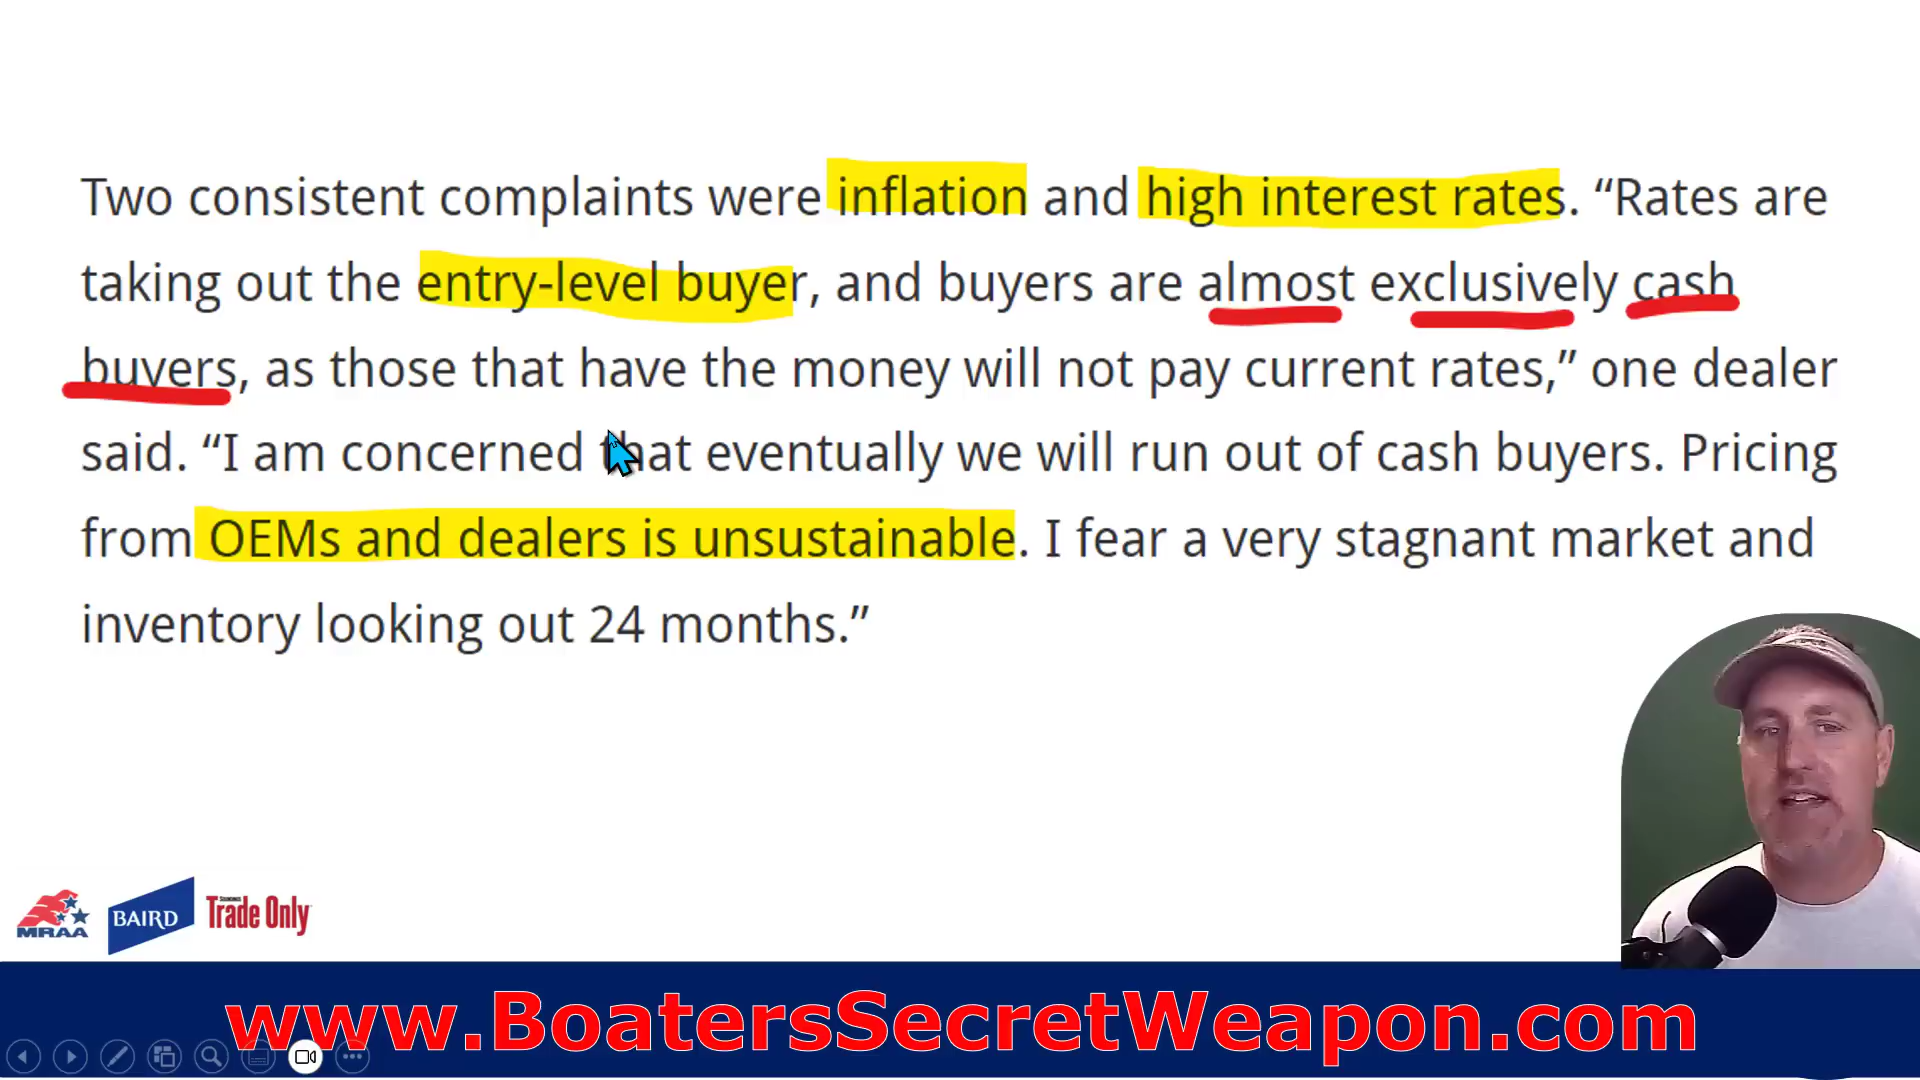 Two consistent complaints were inflation and high interest rates. “Rates are
taking out the entry-level buyer, and buyers are almost exclusively cash
buyers, as those that have the money will not pay current rates,” one dealer
said. “I am concerned that eventually we will run out of cash buyers. Pricing
from OEMs and dealers is unsustainable. I fear a very stagnant market and
inventory looking out 24 months.”
MRAA
BAIRD
Trade Only
www.BoatersSecretWeapon.com